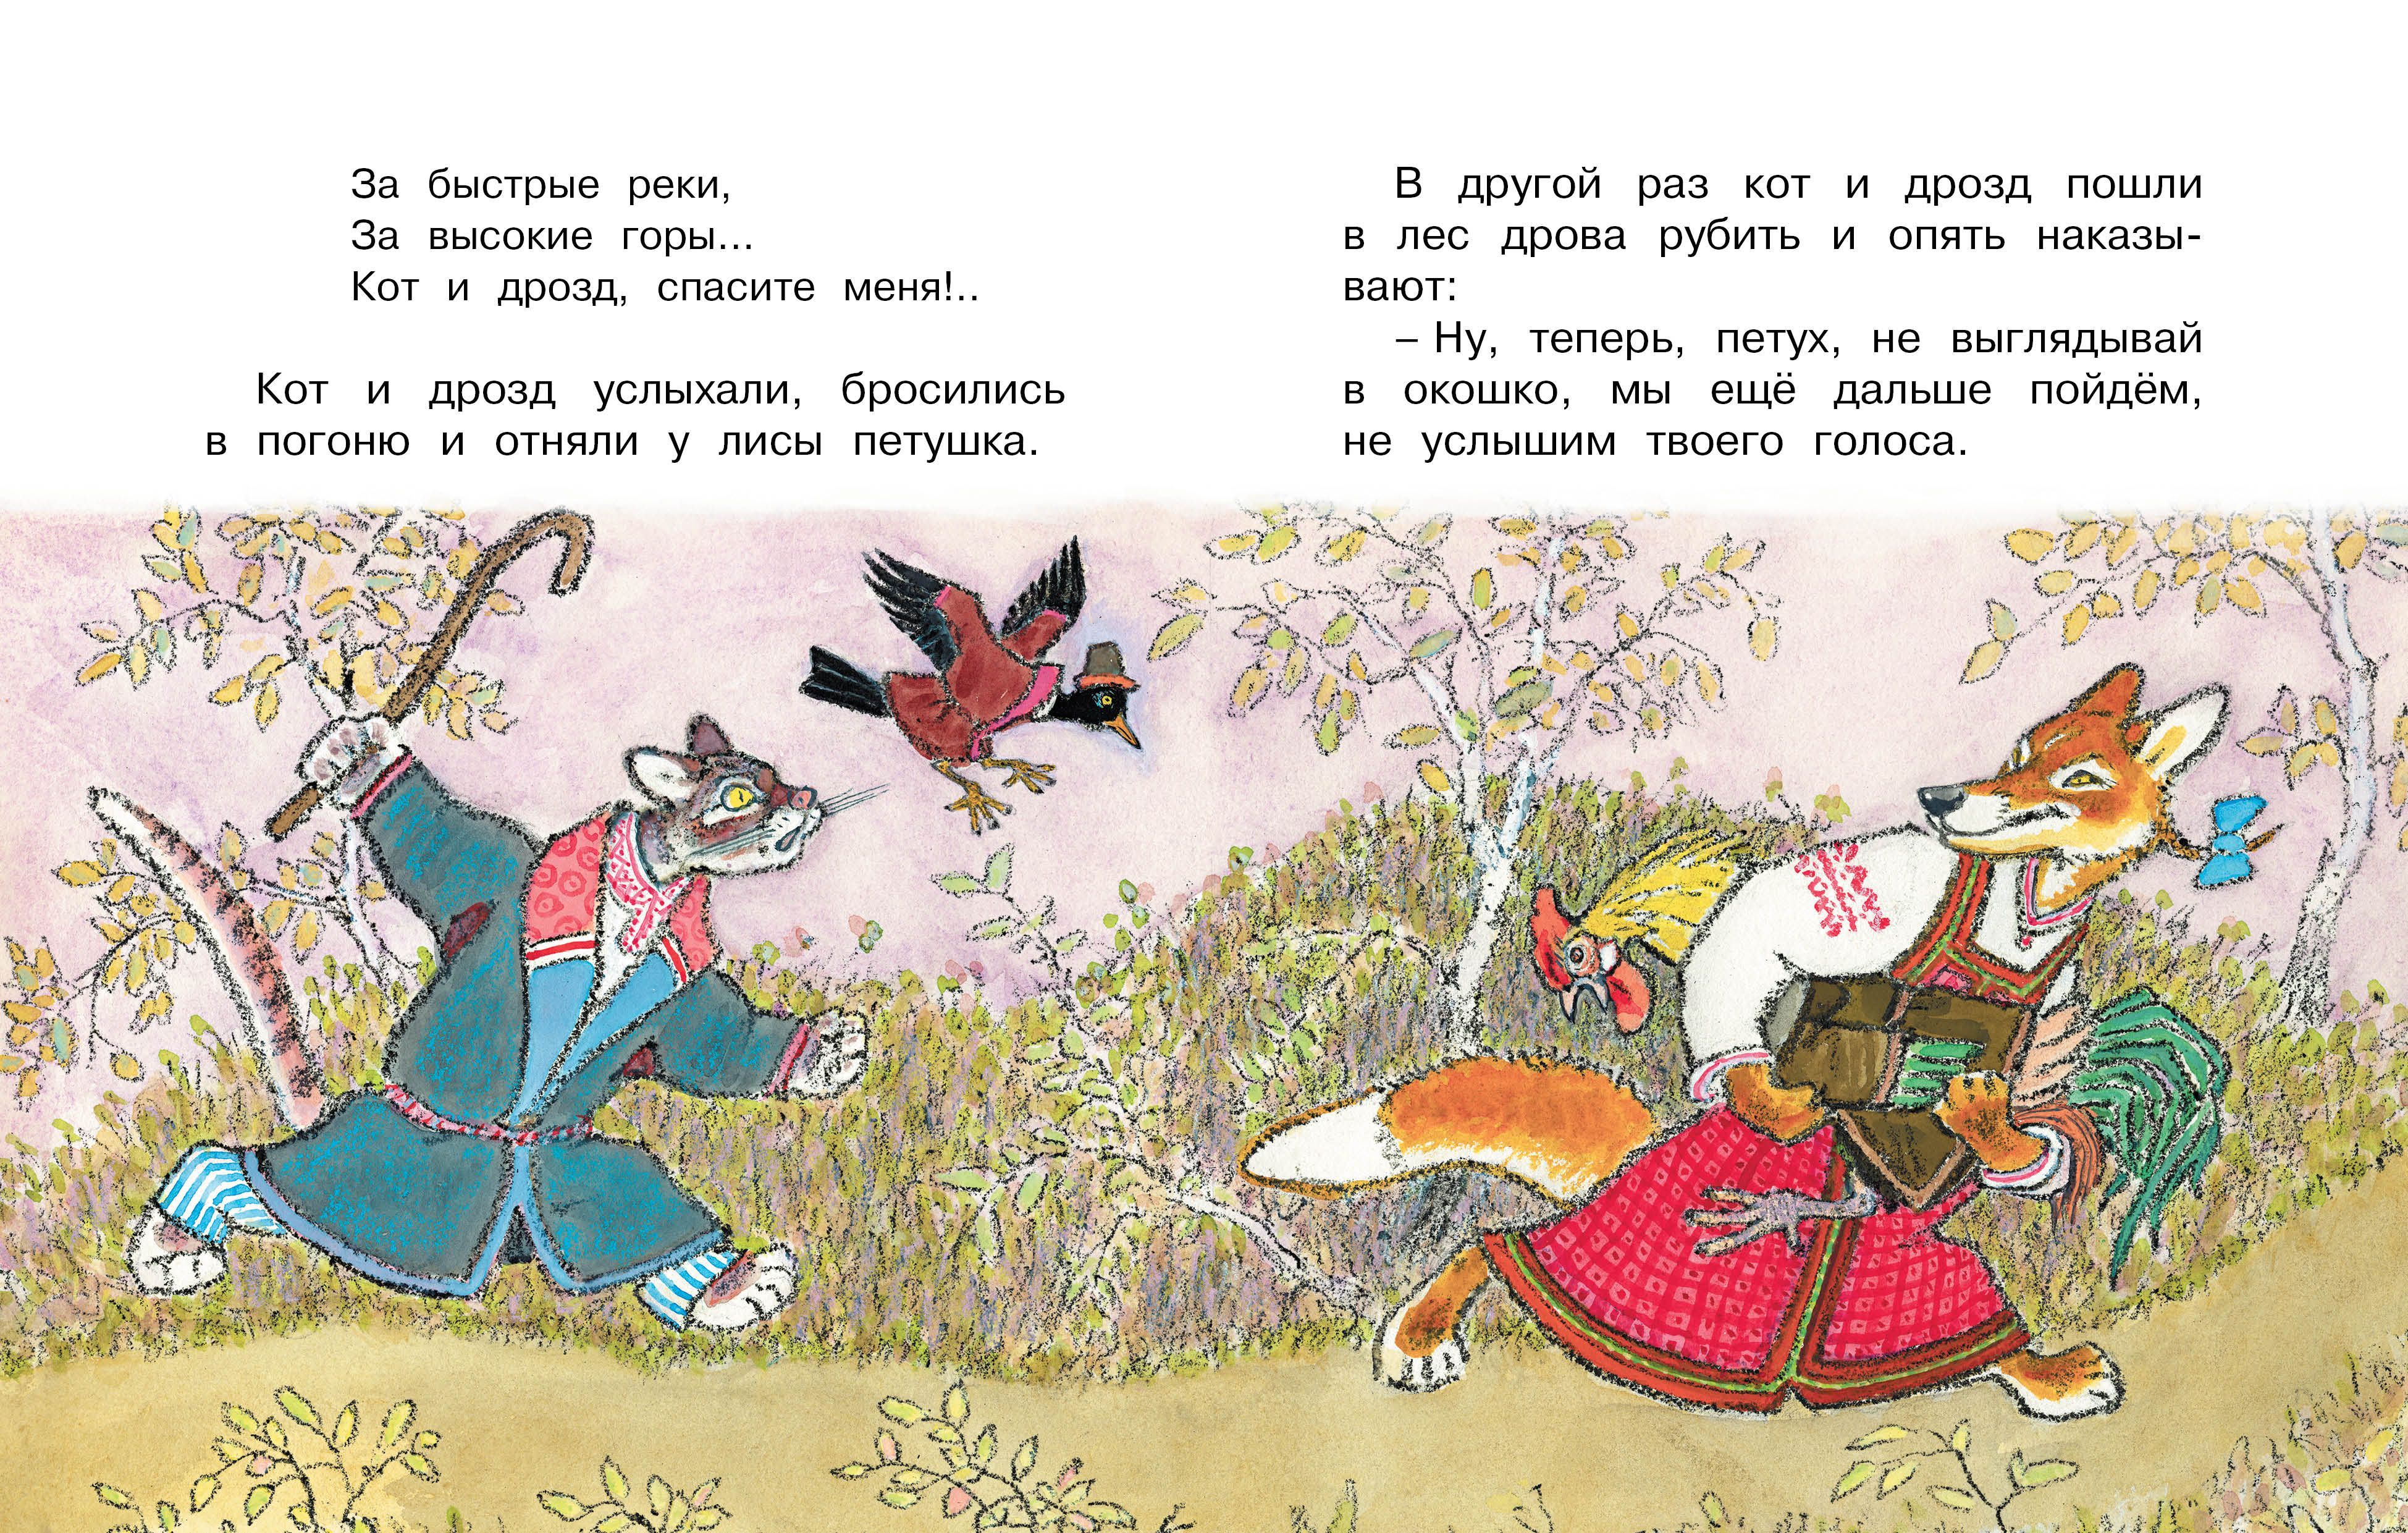 За быстрые реки,
За высокие горы...
Кот и дрозд, спасите меня!..
Кот и дрозд услыхали, бросились
в погоню и отняли у лисы петушка.
В другой раз кот и дрозд пошли
в лес дрова рубить и опять наказы-
вают:
– Ну, теперь, петух, не выглядывай
в окошко, мы ещё дальше пойдём,
не услышим твоего голоса.